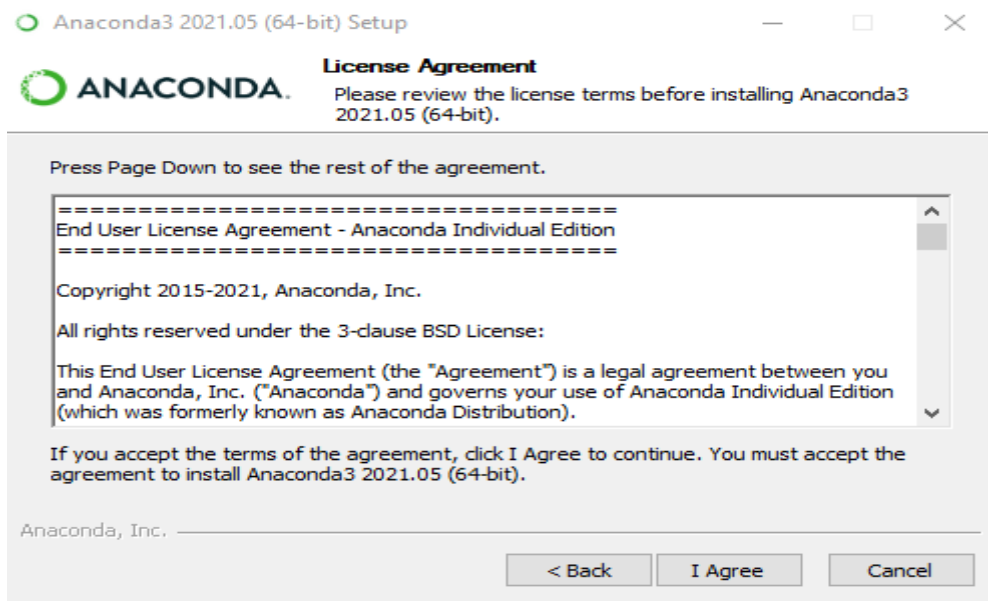 Anaconda3 2021.05 (64-bit) Setup
ANACONDA.
License Agreement
Please review the license terms before installing Anaconda3
2021.05 (64-bit).
Press Page Down to see the rest of the agreement.
===================================
End User License Agreement - Anaconda Individual Edition
===================================
Copyright 2015-2021, Anaconda, Inc.
All rights reserved under the 3-clause BSD License:
This End User License Agreement (the "Agreement") is a legal agreement between you
and Anaconda, Inc. ("Anaconda") and governs your use of Anaconda Individual Edition
(which was formerly known as Anaconda Distribution).
If you accept the terms of the agreement, click I Agree to continue. You must accept the
agreement to install Anaconda3 2021.05 (64-bit).
Anaconda, Inc.
< Back
I Agree
Cancel